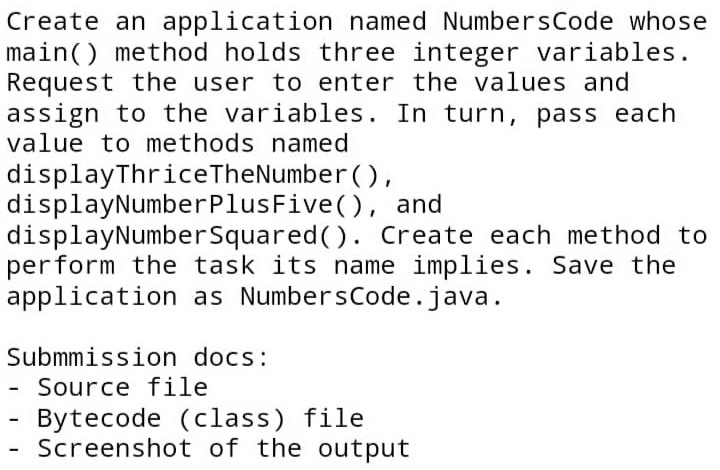 Create an application named NumbersCode whose
main() method holds three integer variables.
Request the user to enter the values and
assign to the variables. In turn, pass each
value to methods named
displayThriceTheNumber(),
displayNumberPlusFive(), and
displayNumberSquared(). Create each method to
perform the task its name implies. Save the
application as NumbersCode.java.

Submmission docs:
- Source file
- Bytecode (class) file
- Screenshot of the output